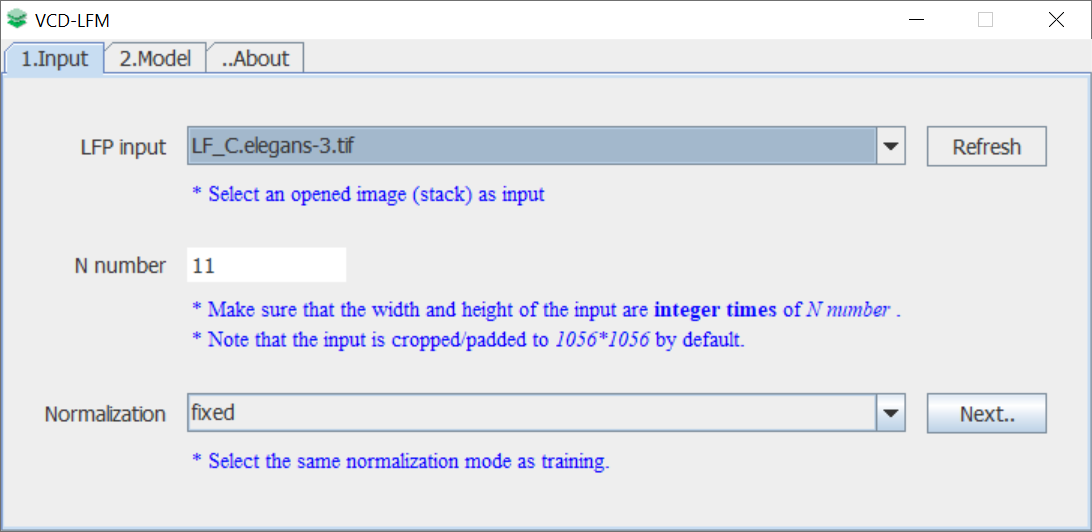 VCD-LFM
1.Input 2.Model ..About
LFP input LF_C.elegans-3.tif Refresh
* Select an opened image (stack) as input
N number 11
* Make sure that the width and height of the input are integer times of N number .
* Note that the input is cropped/padded to 1056*1056 by default.
Normalization fixed Next..
* Select the same normalization mode as training.